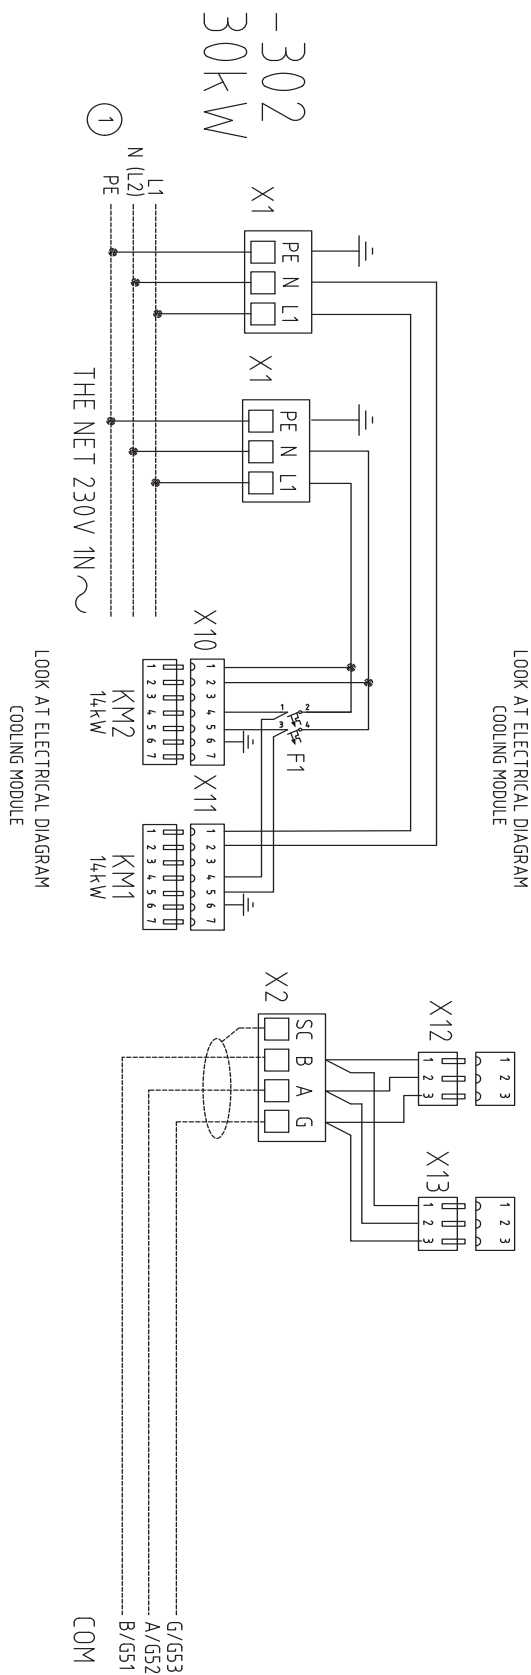 -302
30kW
LOOK AT ELECTRICAL DIAGRAM
COOLING MODULE
X12
1 2 3
1 2 3
X13
1 2 3
1 2 3
X1
PE N L1
X1
PE N L1
F1
1 2
3 4
X2
SC B A G
X10
1 2 3 4 5 6 7
1 2 3 4 5 6 7
KM2
14kW
X11
1 2 3 4 5 6 7
1 2 3 4 5 6 7
KM1
14kW
1
L1
N (L2)
PE
THE NET 230V 1N~
G/G53
A/G52
B/G51
COM
LOOK AT ELECTRICAL DIAGRAM
COOLING MODULE